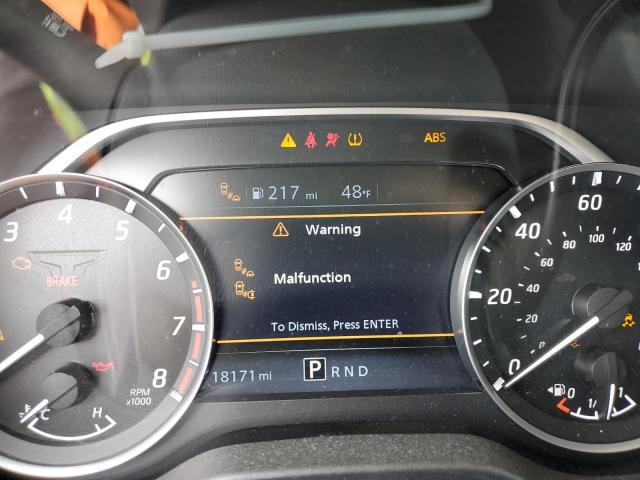 ABS
217 mi 48°F
Warning
Malfunction
To Dismiss, Press ENTER
18171 mi P R N D
3 4 5 6 7 8
BRAKE
RPM
x1000
C H
0 20 40 60
0 20 40 60 80 100 120
0 1/ 1